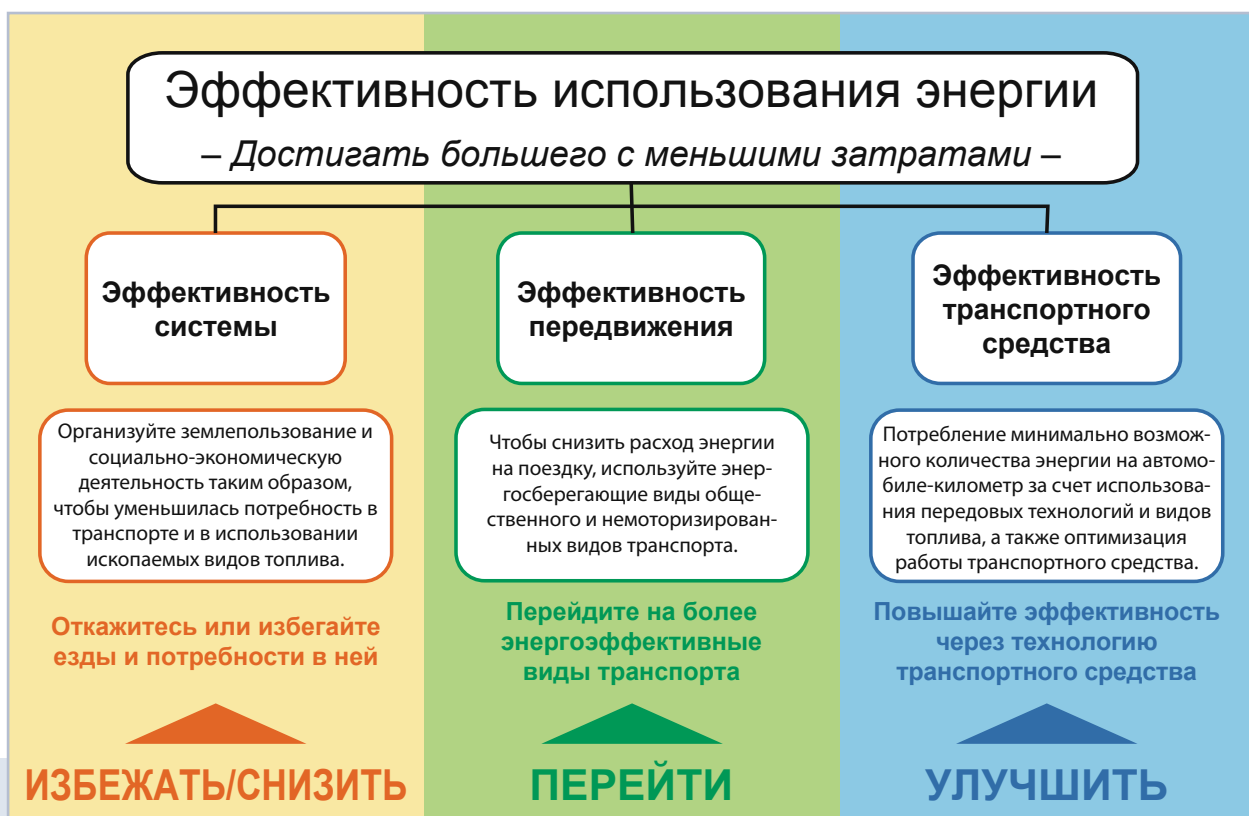 Эффективность использования энергии
– Достигать большего с меньшими затратами –
Эффективность
системы
Организуйте землепользование и
социально-экономическую
деятельность таким образом,
чтобы уменьшилась потребность в
транспорте и в использовании
ископаемых видов топлива.
Откажитесь или избегайте
езды и потребности в ней
ИЗБЕЖАТЬ/СНИЗИТЬ
Эффективность
передвижения
Чтобы снизить расход энергии
на поездку, используйте энер-
госберегающие виды обще-
ственного и немоторизирован-
ных видов транспорта.
Перейдите на более
энергоэффективные
виды транспорта
ПЕРЕЙТИ
Эффективность
транспортного
средства
Потребление минимально возмож-
ного количества энергии на автомо-
биле-километр за счет использова-
ния передовых технологий и видов
топлива, а также оптимизация
работы транспортного средства.
Повышайте эффективность
через технологию
транспортного средства
УЛУЧШИТЬ